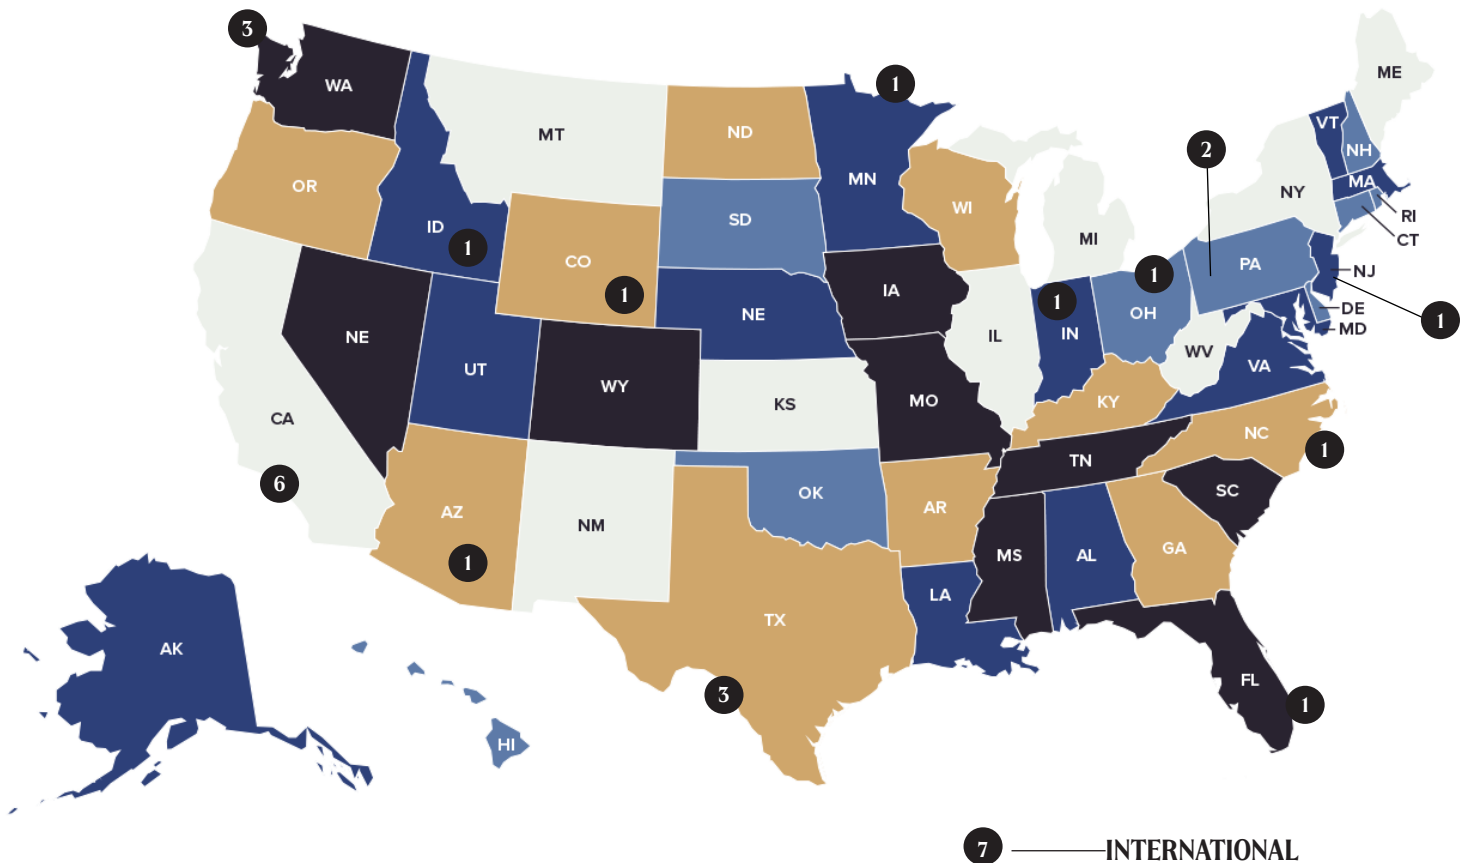 3
WA
MT
ND
1
MN
ME
VT
NH
2
MA
NY
RI
CT
OR
ID
1
CO
1
SD
WI
MI
PA
NJ
1
DE
MD
IA
NE
1
OH
1
IN
IL
WV
VA
NE
UT
WY
KS
MO
KY
CA
6
NC
1
TN
SC
AZ
1
NM
OK
AR
MS
AL
GA
LA
TX
3
FL
1
AK
HI
7 INTERNATIONAL